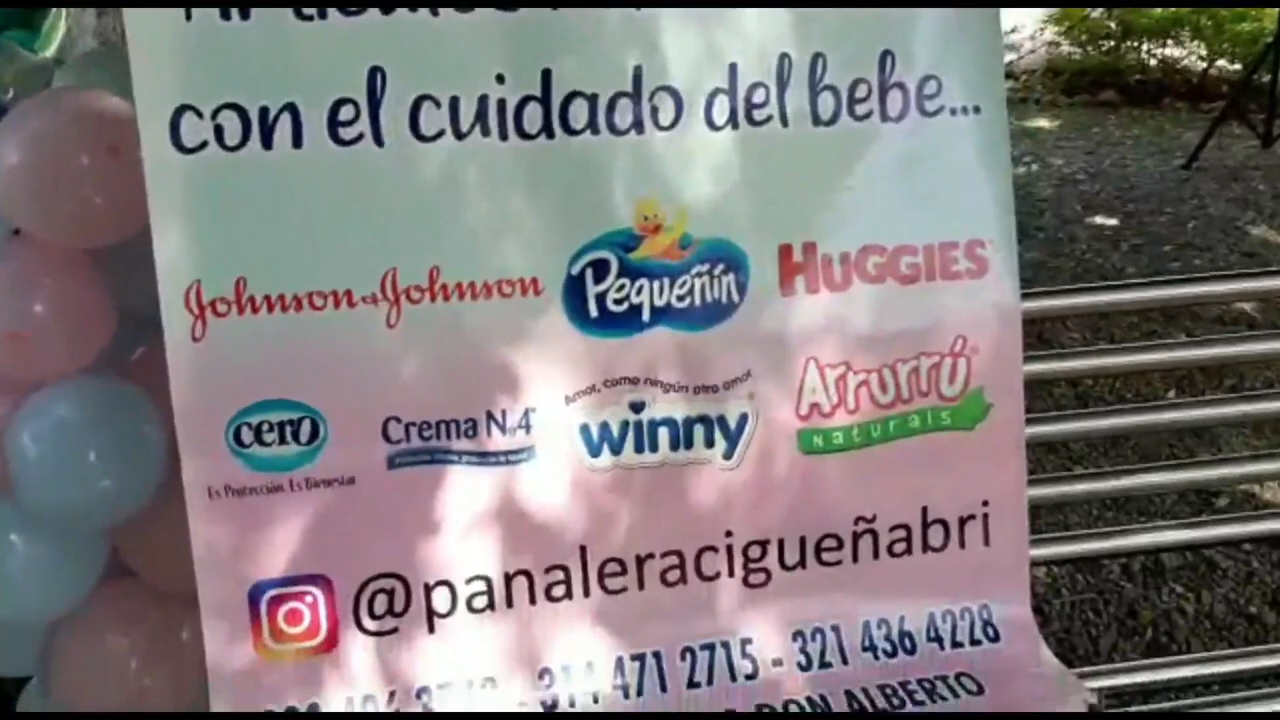 con el cuidado del bebe...
Johnson & Johnson Pequeñín HUGGIES
Amor, como ningún otro amor
cero Crema N.4 winny Arrurrú
Naturals
Es Protección. Es Bienestar
@panaleracigueñabri
314 471 2715 - 321 436 4228
DON ALBERTO